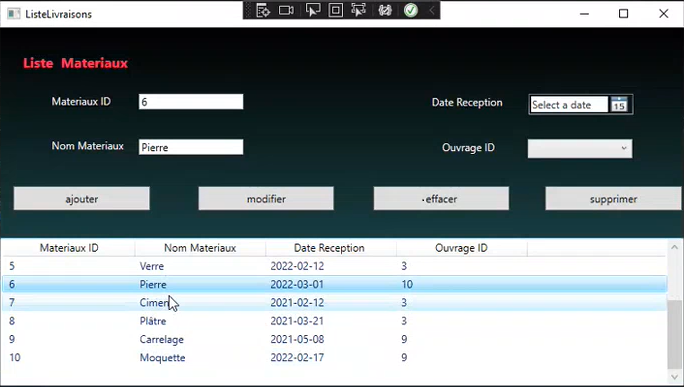 ListeLivraisons
Liste Materiaux
Materiaux ID 6 Date Reception Select a date 15
Nom Materiaux Pierre Ouvrage ID
ajouter modifier effacer supprimer
Materiaux ID Nom Materiaux Date Reception Ouvrage ID
5 Verre 2022-02-12 3
6 Pierre 2022-03-01 10
7 Cimen 2021-02-12 3
8 Plâtre 2021-03-21 3
9 Carrelage 2021-05-08 9
10 Moquette 2022-02-17 9